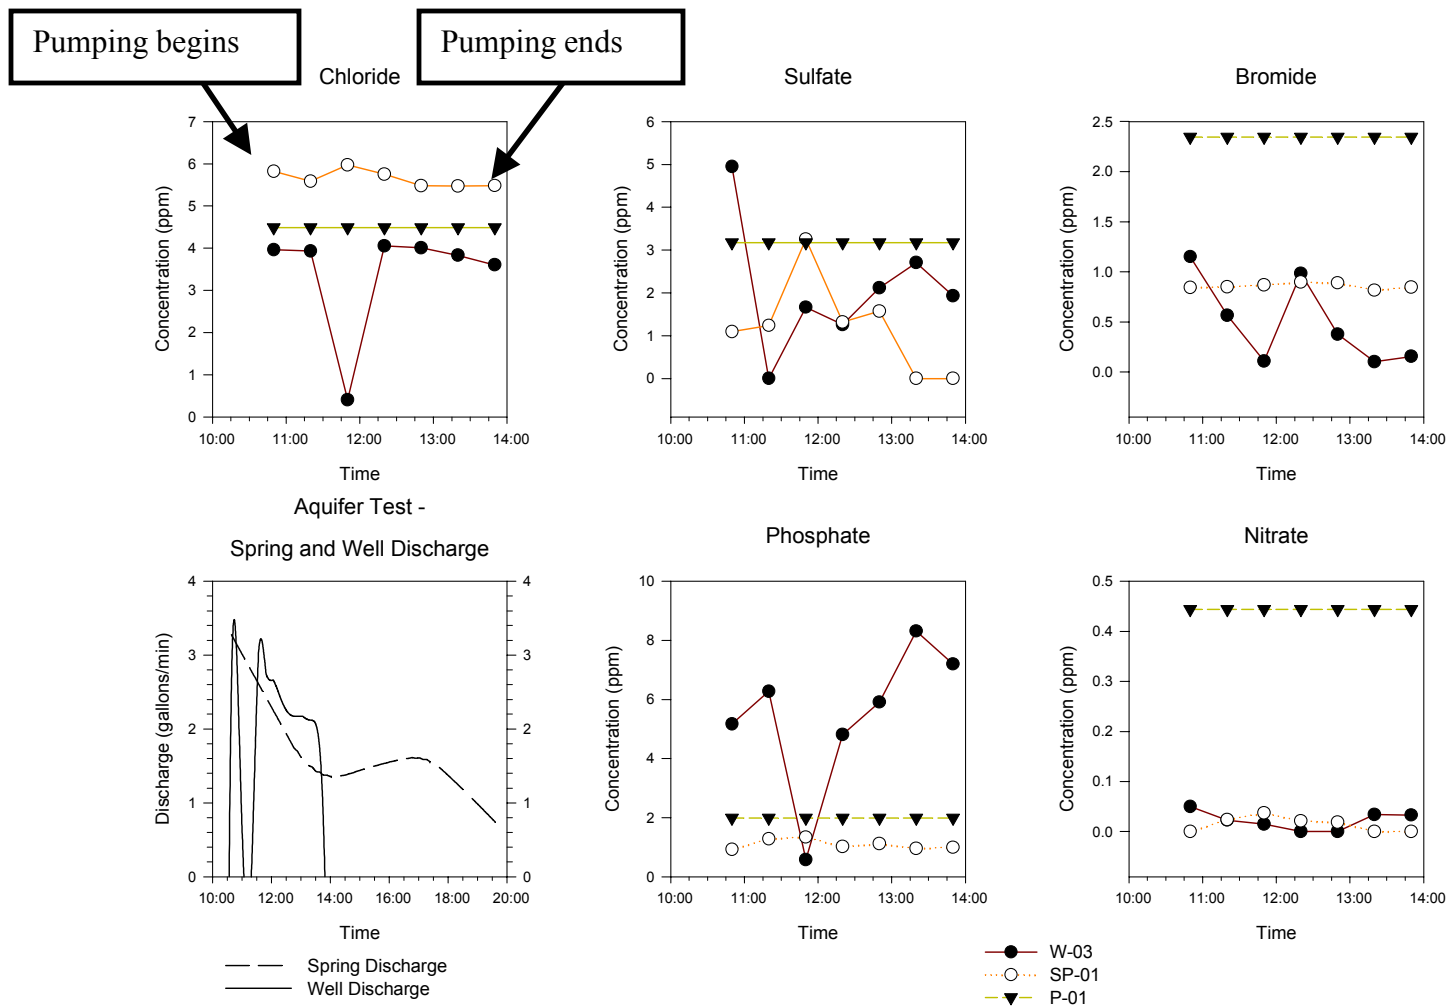 Pumping begins
Pumping ends
Chloride
Sulfate
Bromide
Concentration (ppm)
7
6
5
4
3
2
1
0
10:00 11:00 12:00 13:00 14:00
Time
Concentration (ppm)
6
5
4
3
2
1
0
10:00 11:00 12:00 13:00 14:00
Time
Concentration (ppm)
2.5
2.0
1.5
1.0
0.5
0.0
10:00 11:00 12:00 13:00 14:00
Time
Aquifer Test -
Spring and Well Discharge
Phosphate
Nitrate
Discharge (gallons/min)
4
3
2
1
0
4
3
2
1
0
10:00 12:00 14:00 16:00 18:00 20:00
Time
Spring Discharge
Well Discharge
Concentration (ppm)
10
8
6
4
2
0
10:00 11:00 12:00 13:00 14:00
Time
Concentration (ppm)
0.5
0.4
0.3
0.2
0.1
0.0
10:00 11:00 12:00 13:00 14:00
Time
W-03
SP-01
P-01